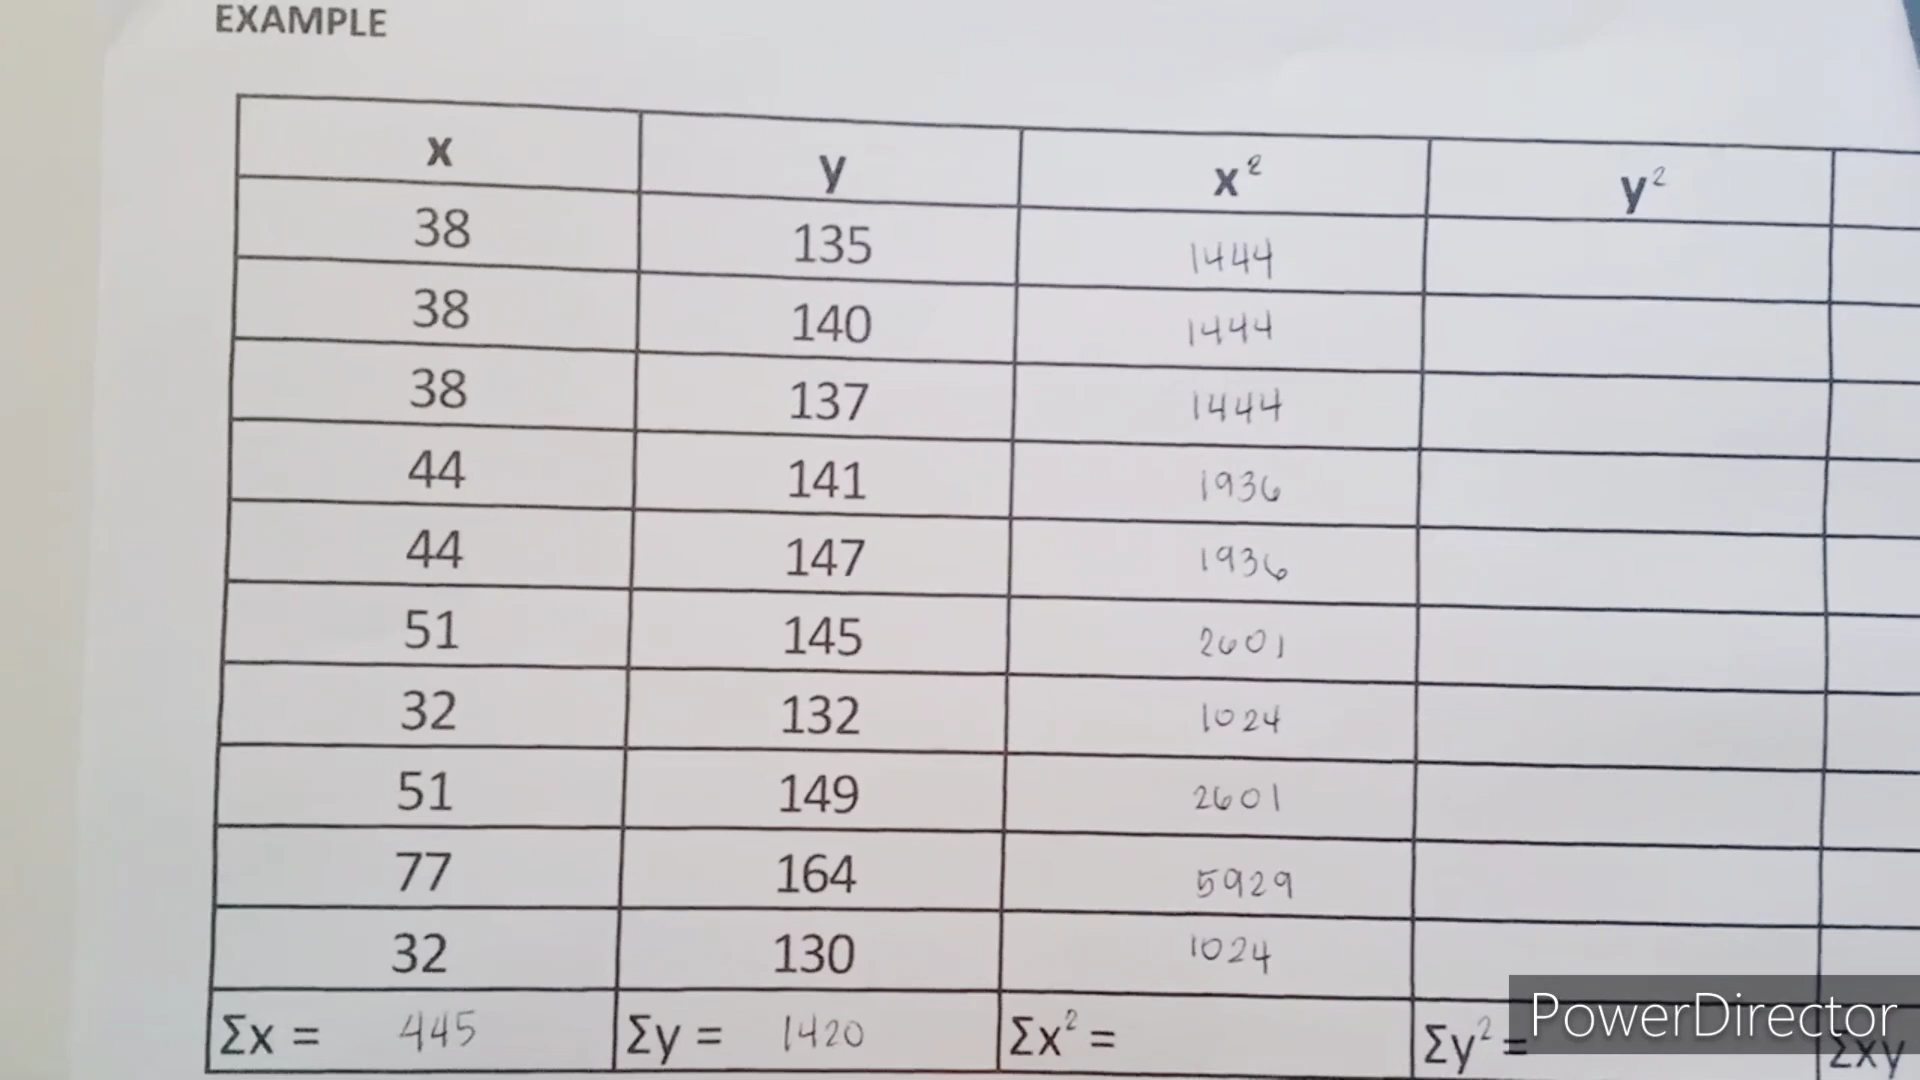 EXAMPLE
x y x² y²
38 135 1444
38 140 1444
38 137 1444
44 141 1936
44 147 1936
51 145 2601
32 132 1024
51 149 2601
77 164 5929
32 130 1024
Σx = 445 Σy = 1420 Σx² = Σy² = Σxy
PowerDirector